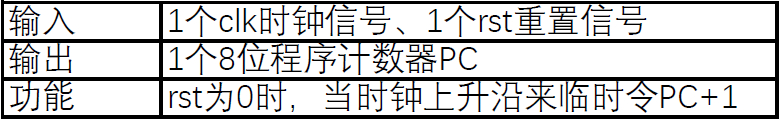 输入 1个clk时钟信号、1个rst重置信号
输出 1个8位程序计数器PC
功能 rst为0时，当时钟上升沿来临时令PC+1